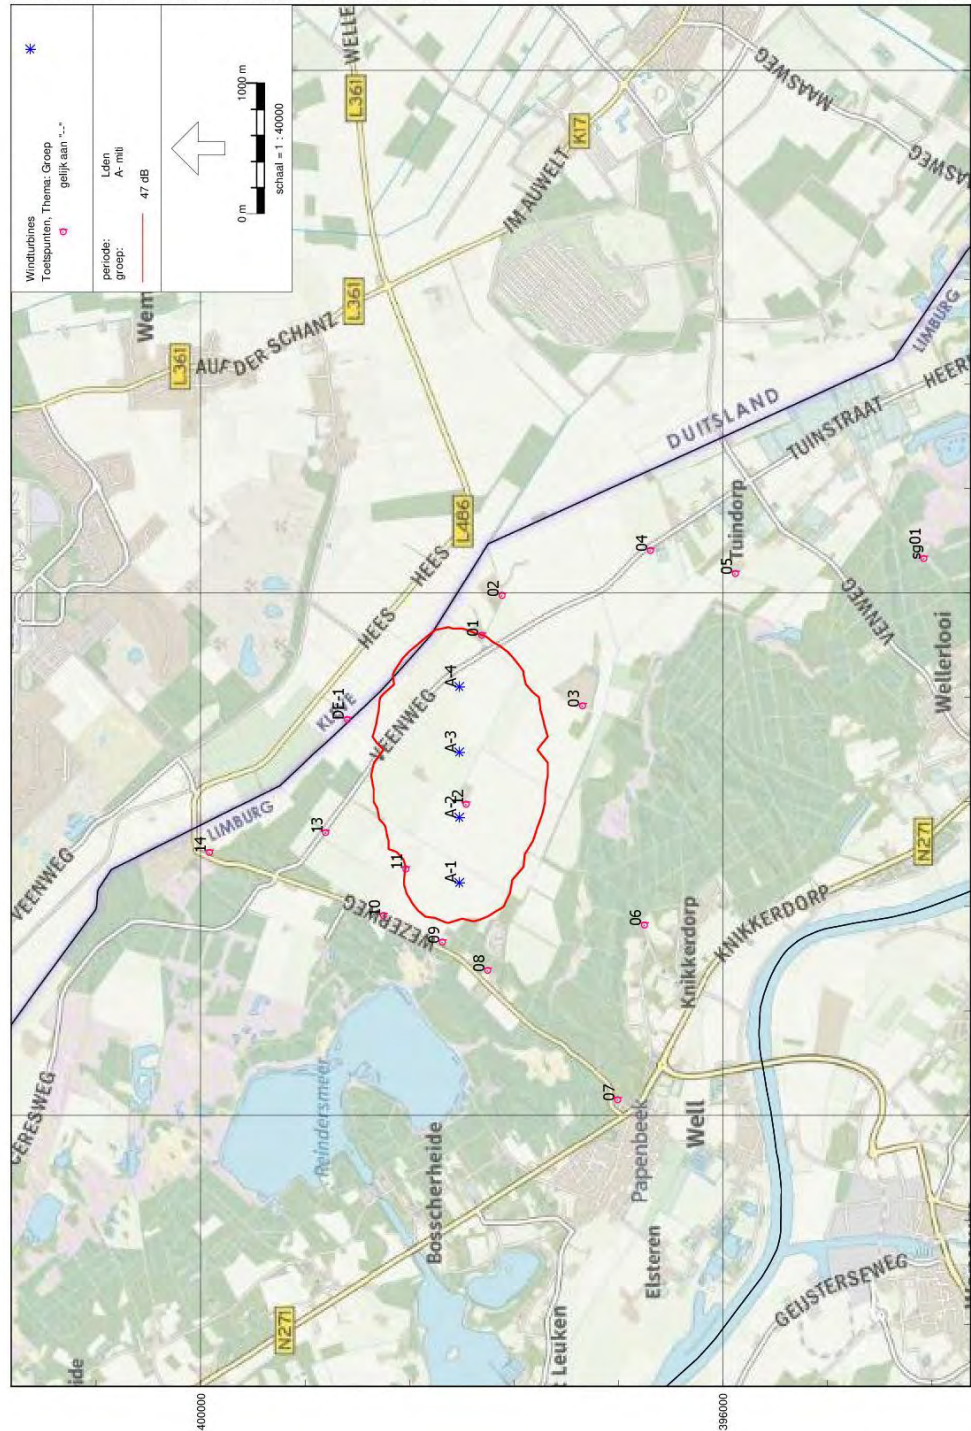 Windturbines
Toetspunten, Thema: Groep
gelijk aan "--"
periode: Lden
groep: A- miti
47 dB
0 m 1000 m
schaal = 1 : 40000
CERESWEG
VEENWEG
Wem
L361
AUF DER SCHANZ
L361
L361
WELLE
LIMBURG
14
13
DE-1
KLEVE
HEES
HEES
L486
IM AUWELT
K17
MAASWEG
MAASWEG
Reindersmeer
WEZERWEG
10
11
09
08
VEENWEG
A-1
A-2
12
A-3
A-4
01
02
03
04
05
06
07
sg01
DUITSLAND
LIMBURG
TUINSTRAAT
HEER
Tuindorp
VENWEG
Wellerlooi
N271
Bosscherheide
Papenbeek
Well
Knikkerdorp
KNIKKERDORP
N271
Elsteren
Leuken
GEIJSTERSEWEG
ide
400000
396000